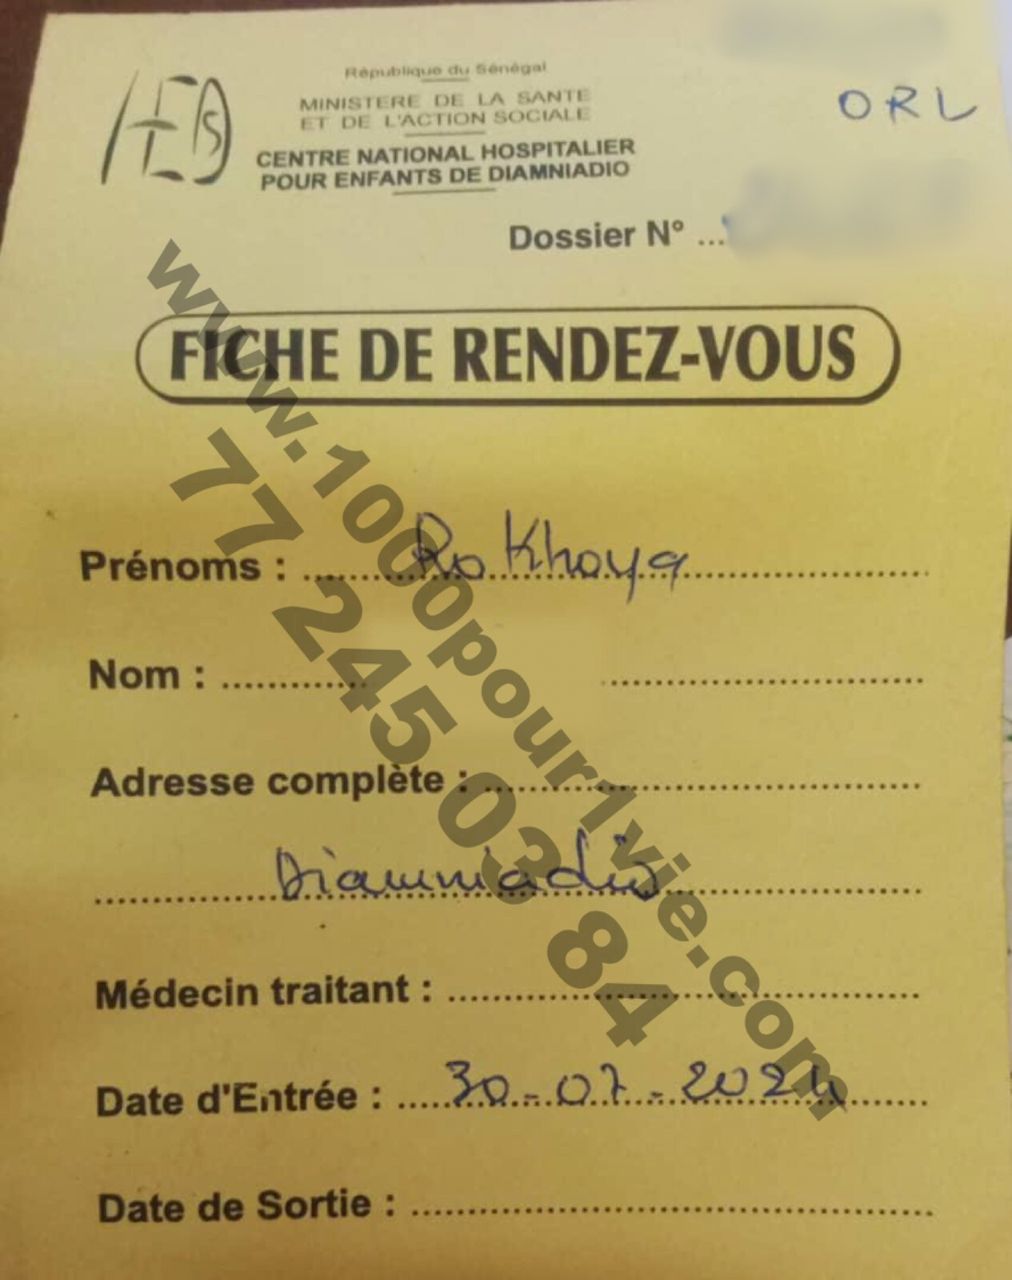 République du Sénégal
MINISTERE DE LA SANTE
ET DE L'ACTION SOCIALE
CENTRE NATIONAL HOSPITALIER
POUR ENFANTS DE DIAMNIADIO
ORL
Dossier N° ...
FICHE DE RENDEZ-VOUS
Prénoms : Rokhaya
Nom :
Adresse complète :
Diamniadio
Médecin traitant :
Date d'Entrée : 30-07-2024
Date de Sortie :
www.1000pour1vie.com
77 245 03 84